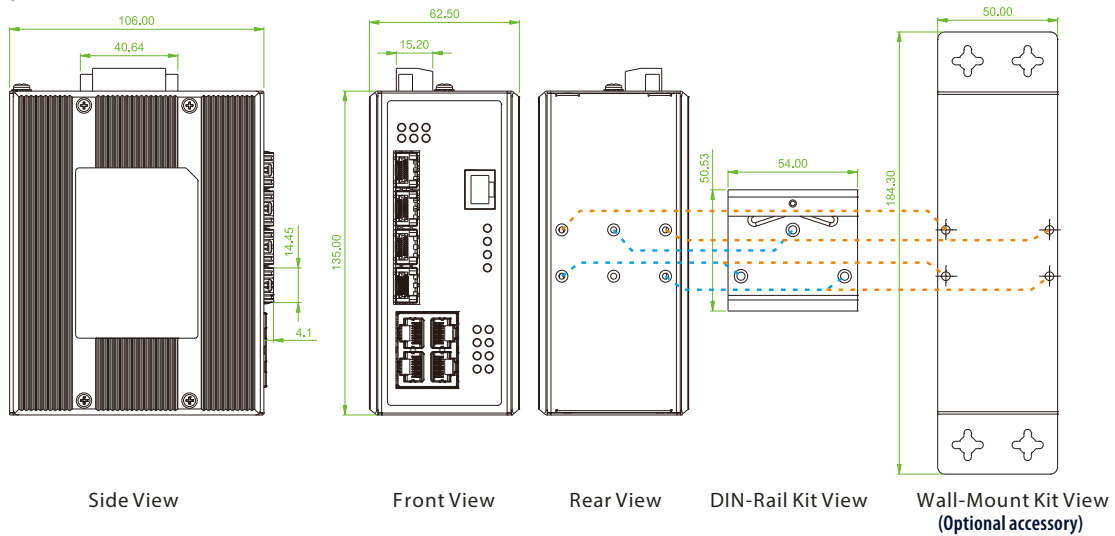 106.00
62.50
50.00
40.64
15.20
54.00
50.53
184.30
135.00
14.45
4.1
Side View
Front View
Rear View
DIN-Rail Kit View
Wall-Mount Kit View
(Optional accessory)